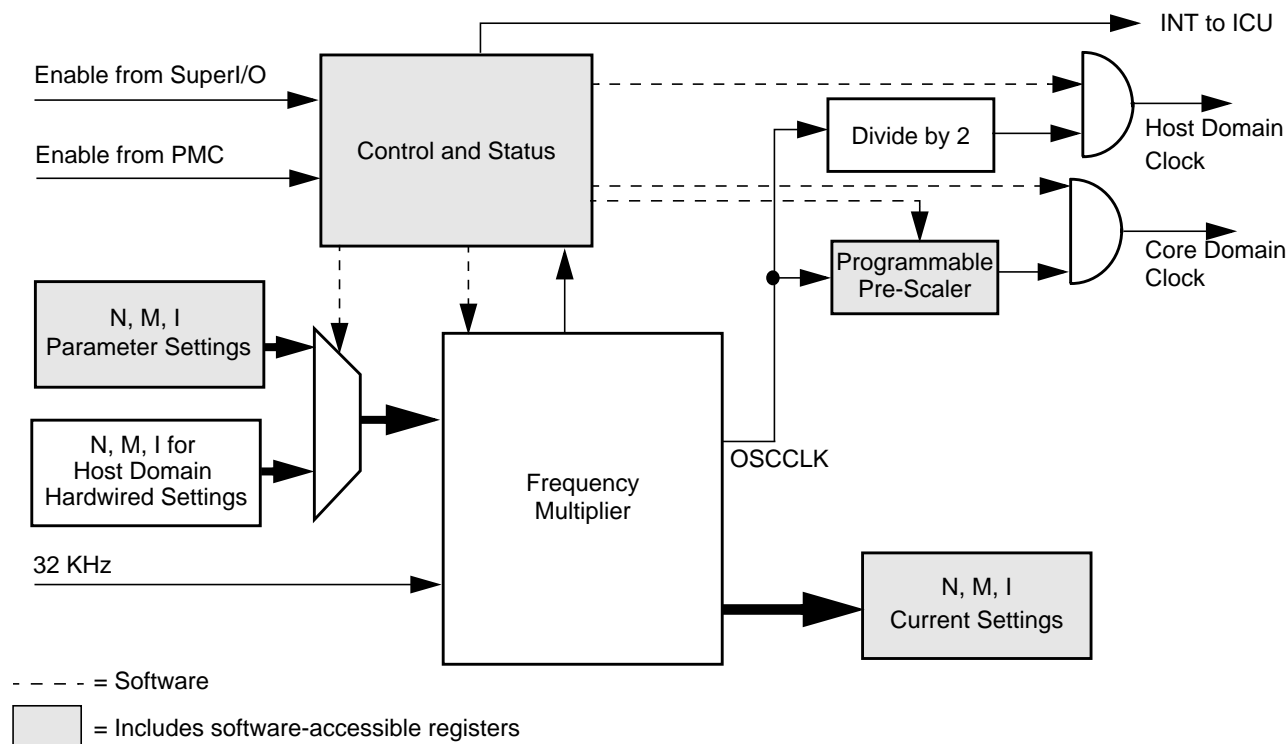 INT to ICU
Enable from SuperI/O
Enable from PMC
Control and Status
Divide by 2
Host Domain
Clock
Programmable
Pre-Scaler
Core Domain
Clock
N, M, I
Parameter Settings
N, M, I for
Host Domain
Hardwired Settings
32 KHz
Frequency
Multiplier
OSCCLK
N, M, I
Current Settings
= Software
= Includes software-accessible registers